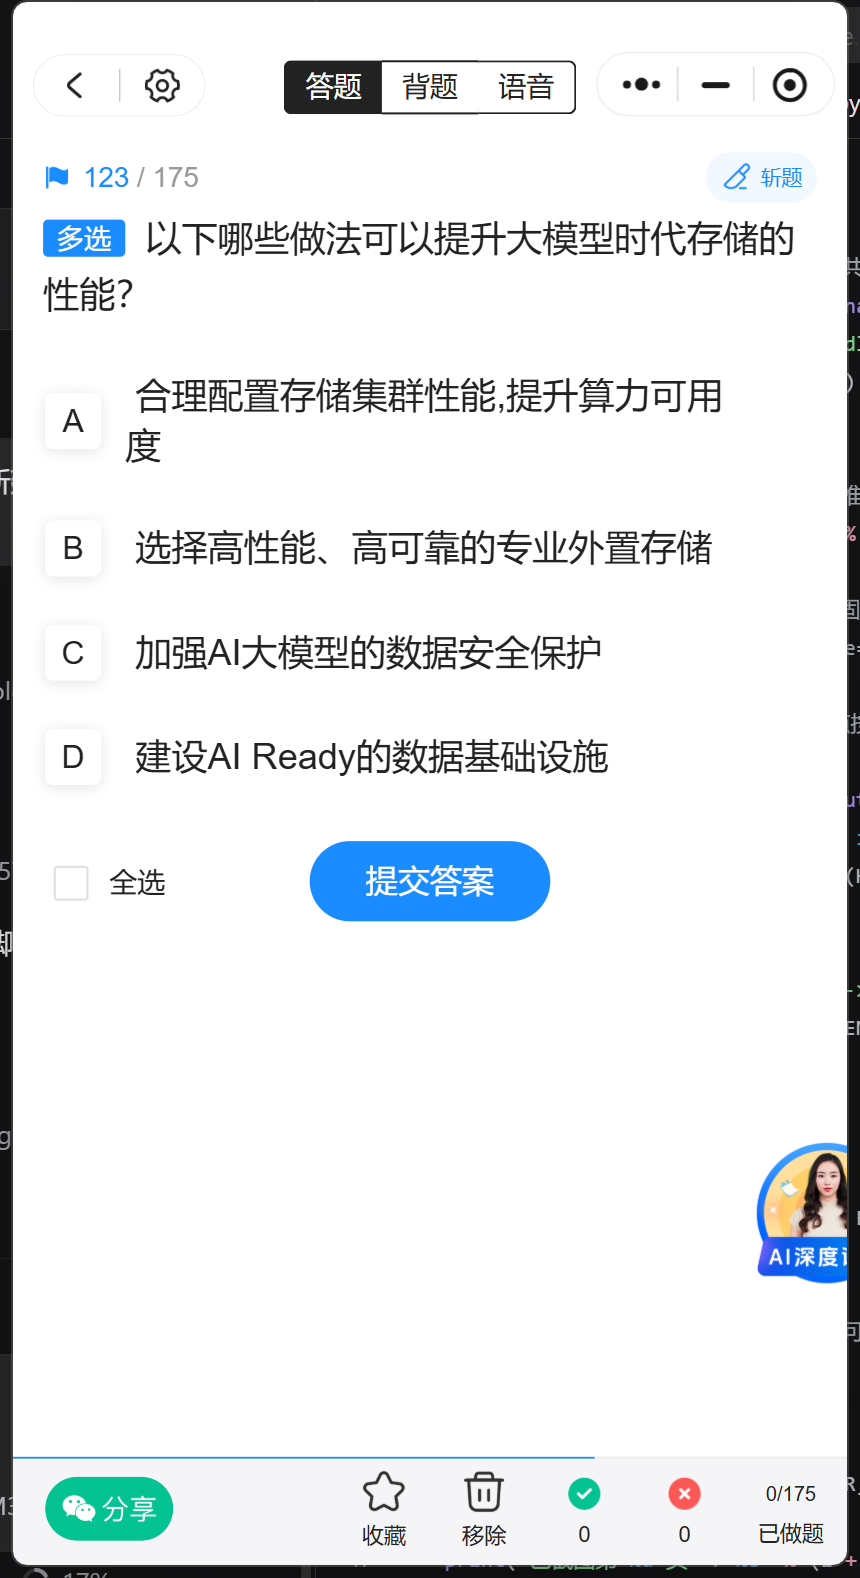 答题 背题 语音
123 / 175 斩题
多选 以下哪些做法可以提升大模型时代存储的
性能?
A 合理配置存储集群性能,提升算力可用
度
B 选择高性能、高可靠的专业外置存储
C 加强AI大模型的数据安全保护
D 建设AI Ready的数据基础设施
全选 提交答案
AI深度
分享 收藏 移除 0 0 0/175
已做题
17%